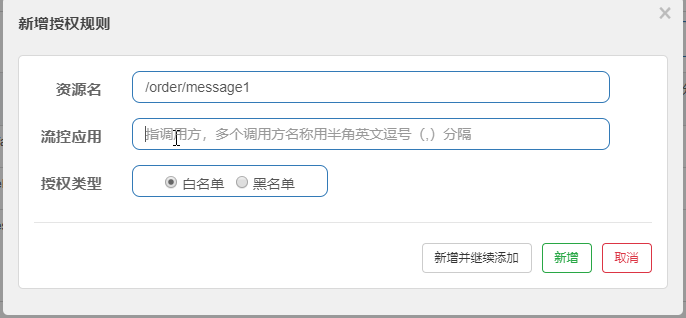 新增授权规则
×
资源名 /order/message1
流控应用 指调用方，多个调用方名称用半角英文逗号（,）分隔
授权类型 白名单 黑名单
新增并继续添加 新增 取消